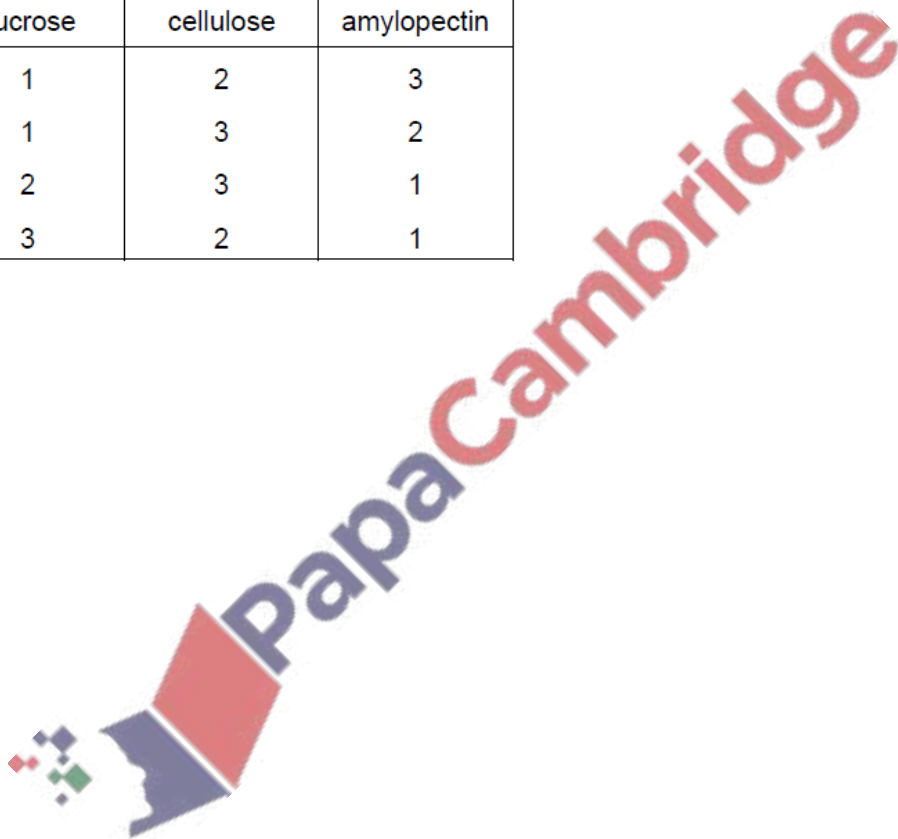 ucrose cellulose amylopectin
1 2 3
1 3 2
2 3 1
3 2 1
PapaCambridge